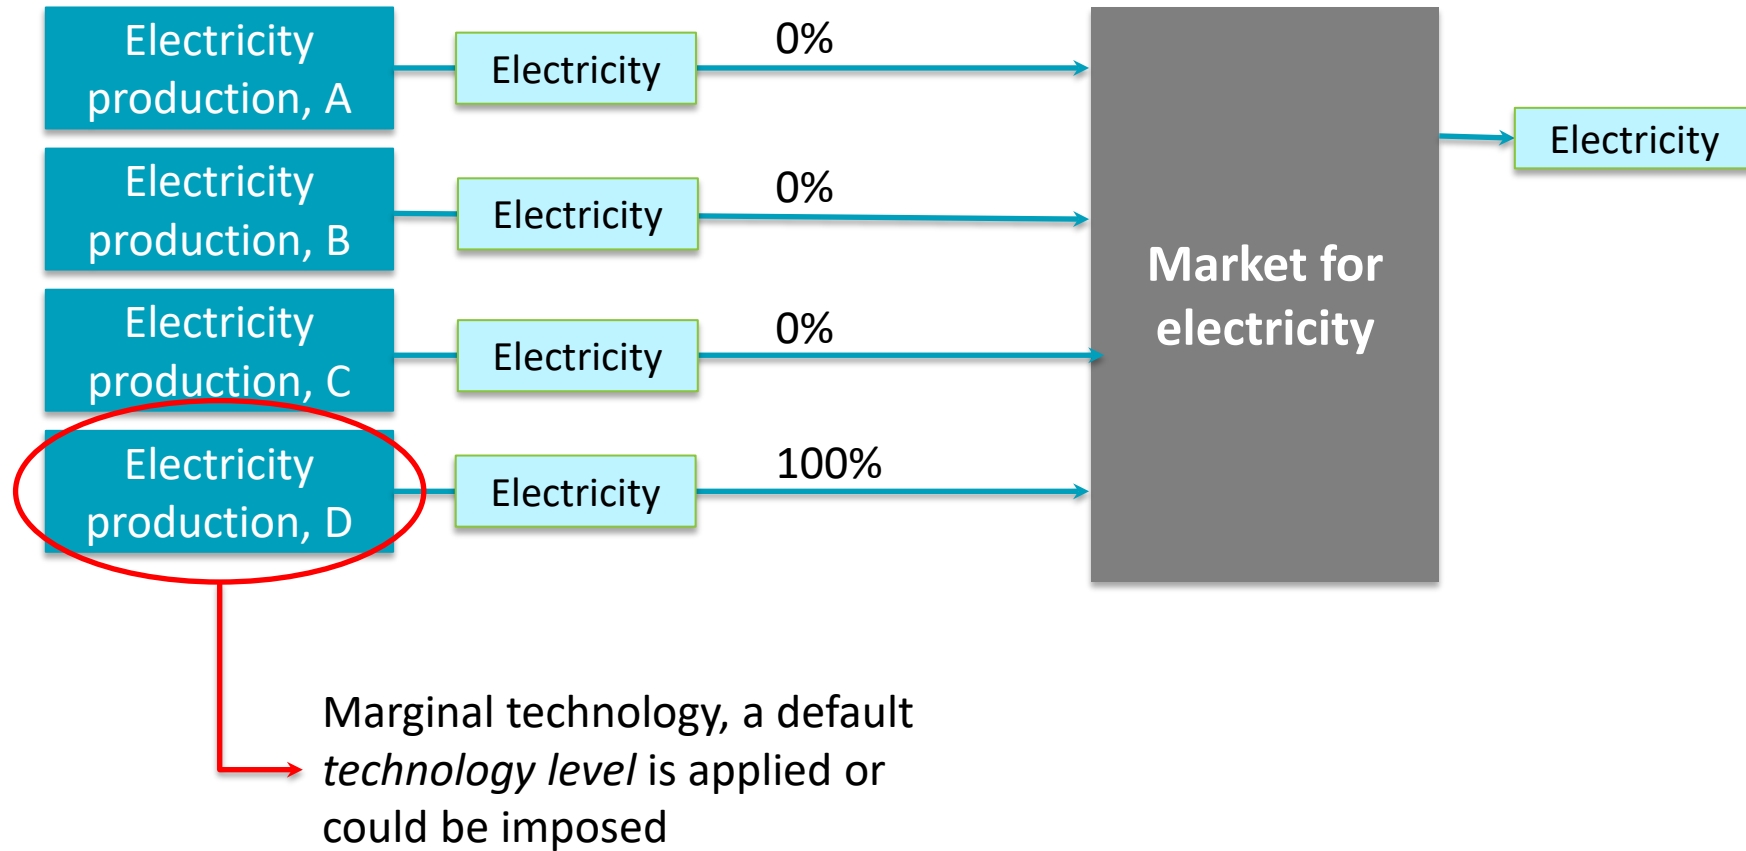 Electricity
production, A
Electricity
0%
Electricity
production, B
Electricity
0%
Electricity
production, C
Electricity
0%
Electricity
production, D
Electricity
100%
Market for
electricity
Electricity
Marginal technology, a default
technology level is applied or
could be imposed